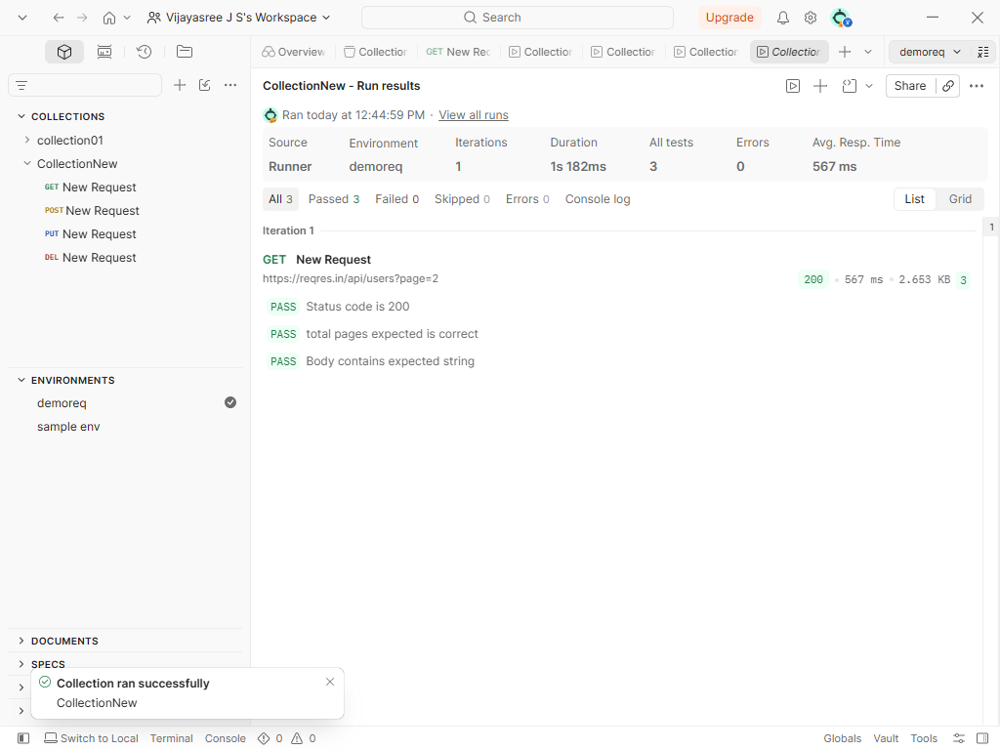 Vijayasree J S's Workspace
Search
Upgrade
Overview
Collection
GET New Rec
Collection
Collection
Collection
Collection
demoreq
CollectionNew - Run results
Share
Ran today at 12:44:59 PM · View all runs
Source Environment Iterations Duration All tests Errors Avg. Resp. Time
Runner demoreq 1 1s 182ms 3 0 567 ms
All 3 Passed 3 Failed 0 Skipped 0 Errors 0 Console log
List Grid
Iteration 1
1
GET New Request
https://reqres.in/api/users?page=2
200 567 ms 2.653 KB 3
PASS Status code is 200
PASS total pages expected is correct
PASS Body contains expected string
COLLECTIONS
collection01
CollectionNew
GET New Request
POST New Request
PUT New Request
DEL New Request
ENVIRONMENTS
demoreq
sample env
DOCUMENTS
SPECS
Collection ran successfully
CollectionNew
Switch to Local Terminal Console 0 0
Globals Vault Tools